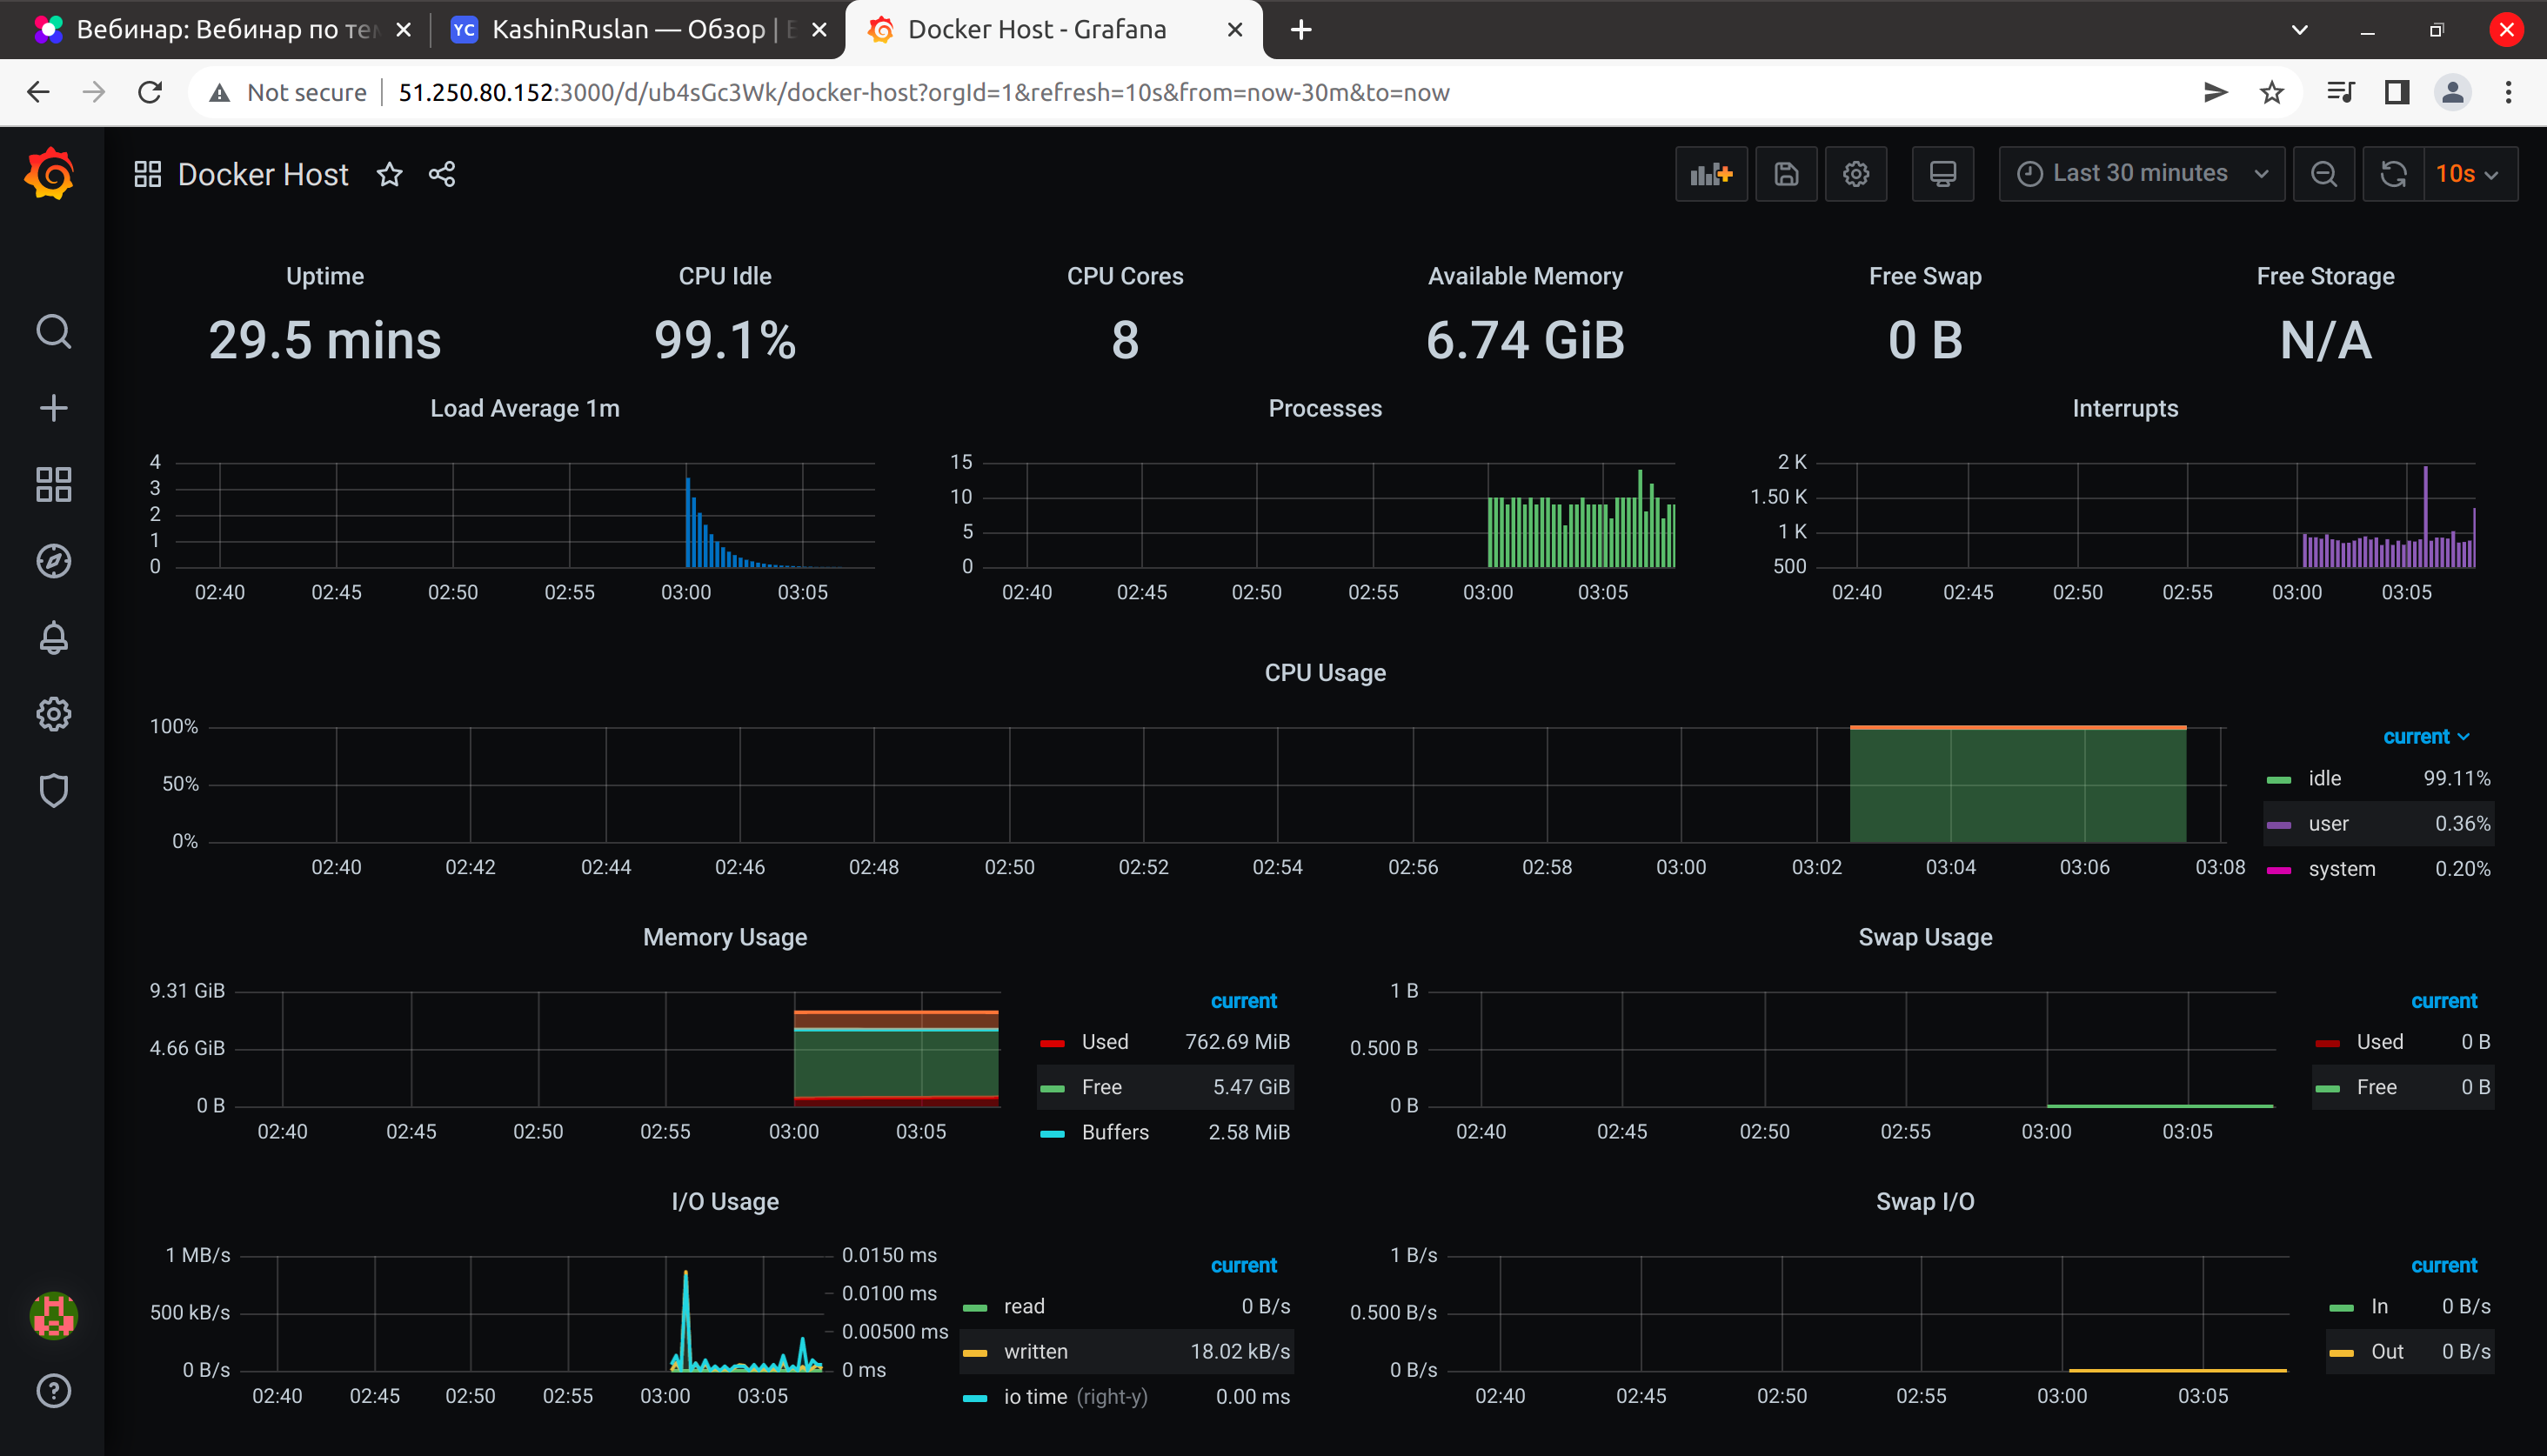 Вебинар: Вебинар по тем
YC KashinRuslan — Обзор |
Docker Host - Grafana
Not secure
51.250.80.152:3000/d/ub4sGc3Wk/docker-host?orgId=1&refresh=10s&from=now-30m&to=now
Docker Host
Last 30 minutes
10s
Uptime
29.5 mins
CPU Idle
99.1%
CPU Cores
8
Available Memory
6.74 GiB
Free Swap
0 B
Free Storage
N/A
Load Average 1m
4
3
2
1
0
02:40 02:45 02:50 02:55 03:00 03:05
Processes
15
10
5
0
02:40 02:45 02:50 02:55 03:00 03:05
Interrupts
2 K
1.50 K
1 K
500
02:40 02:45 02:50 02:55 03:00 03:05
CPU Usage
100%
50%
0%
02:40 02:42 02:44 02:46 02:48 02:50 02:52 02:54 02:56 02:58 03:00 03:02 03:04 03:06 03:08
current
idle 99.11%
user 0.36%
system 0.20%
Memory Usage
9.31 GiB
4.66 GiB
0 B
02:40 02:45 02:50 02:55 03:00 03:05
current
Used 762.69 MiB
Free 5.47 GiB
Buffers 2.58 MiB
Swap Usage
1 B
0.500 B
0 B
02:40 02:45 02:50 02:55 03:00 03:05
current
Used 0 B
Free 0 B
I/O Usage
1 MB/s
500 kB/s
0 B/s
0.0150 ms
0.0100 ms
0.00500 ms
0 ms
02:40 02:45 02:50 02:55 03:00 03:05
current
read 0 B/s
written 18.02 kB/s
io time (right-y) 0.00 ms
Swap I/O
1 B/s
0.500 B/s
0 B/s
02:40 02:45 02:50 02:55 03:00 03:05
current
In 0 B/s
Out 0 B/s